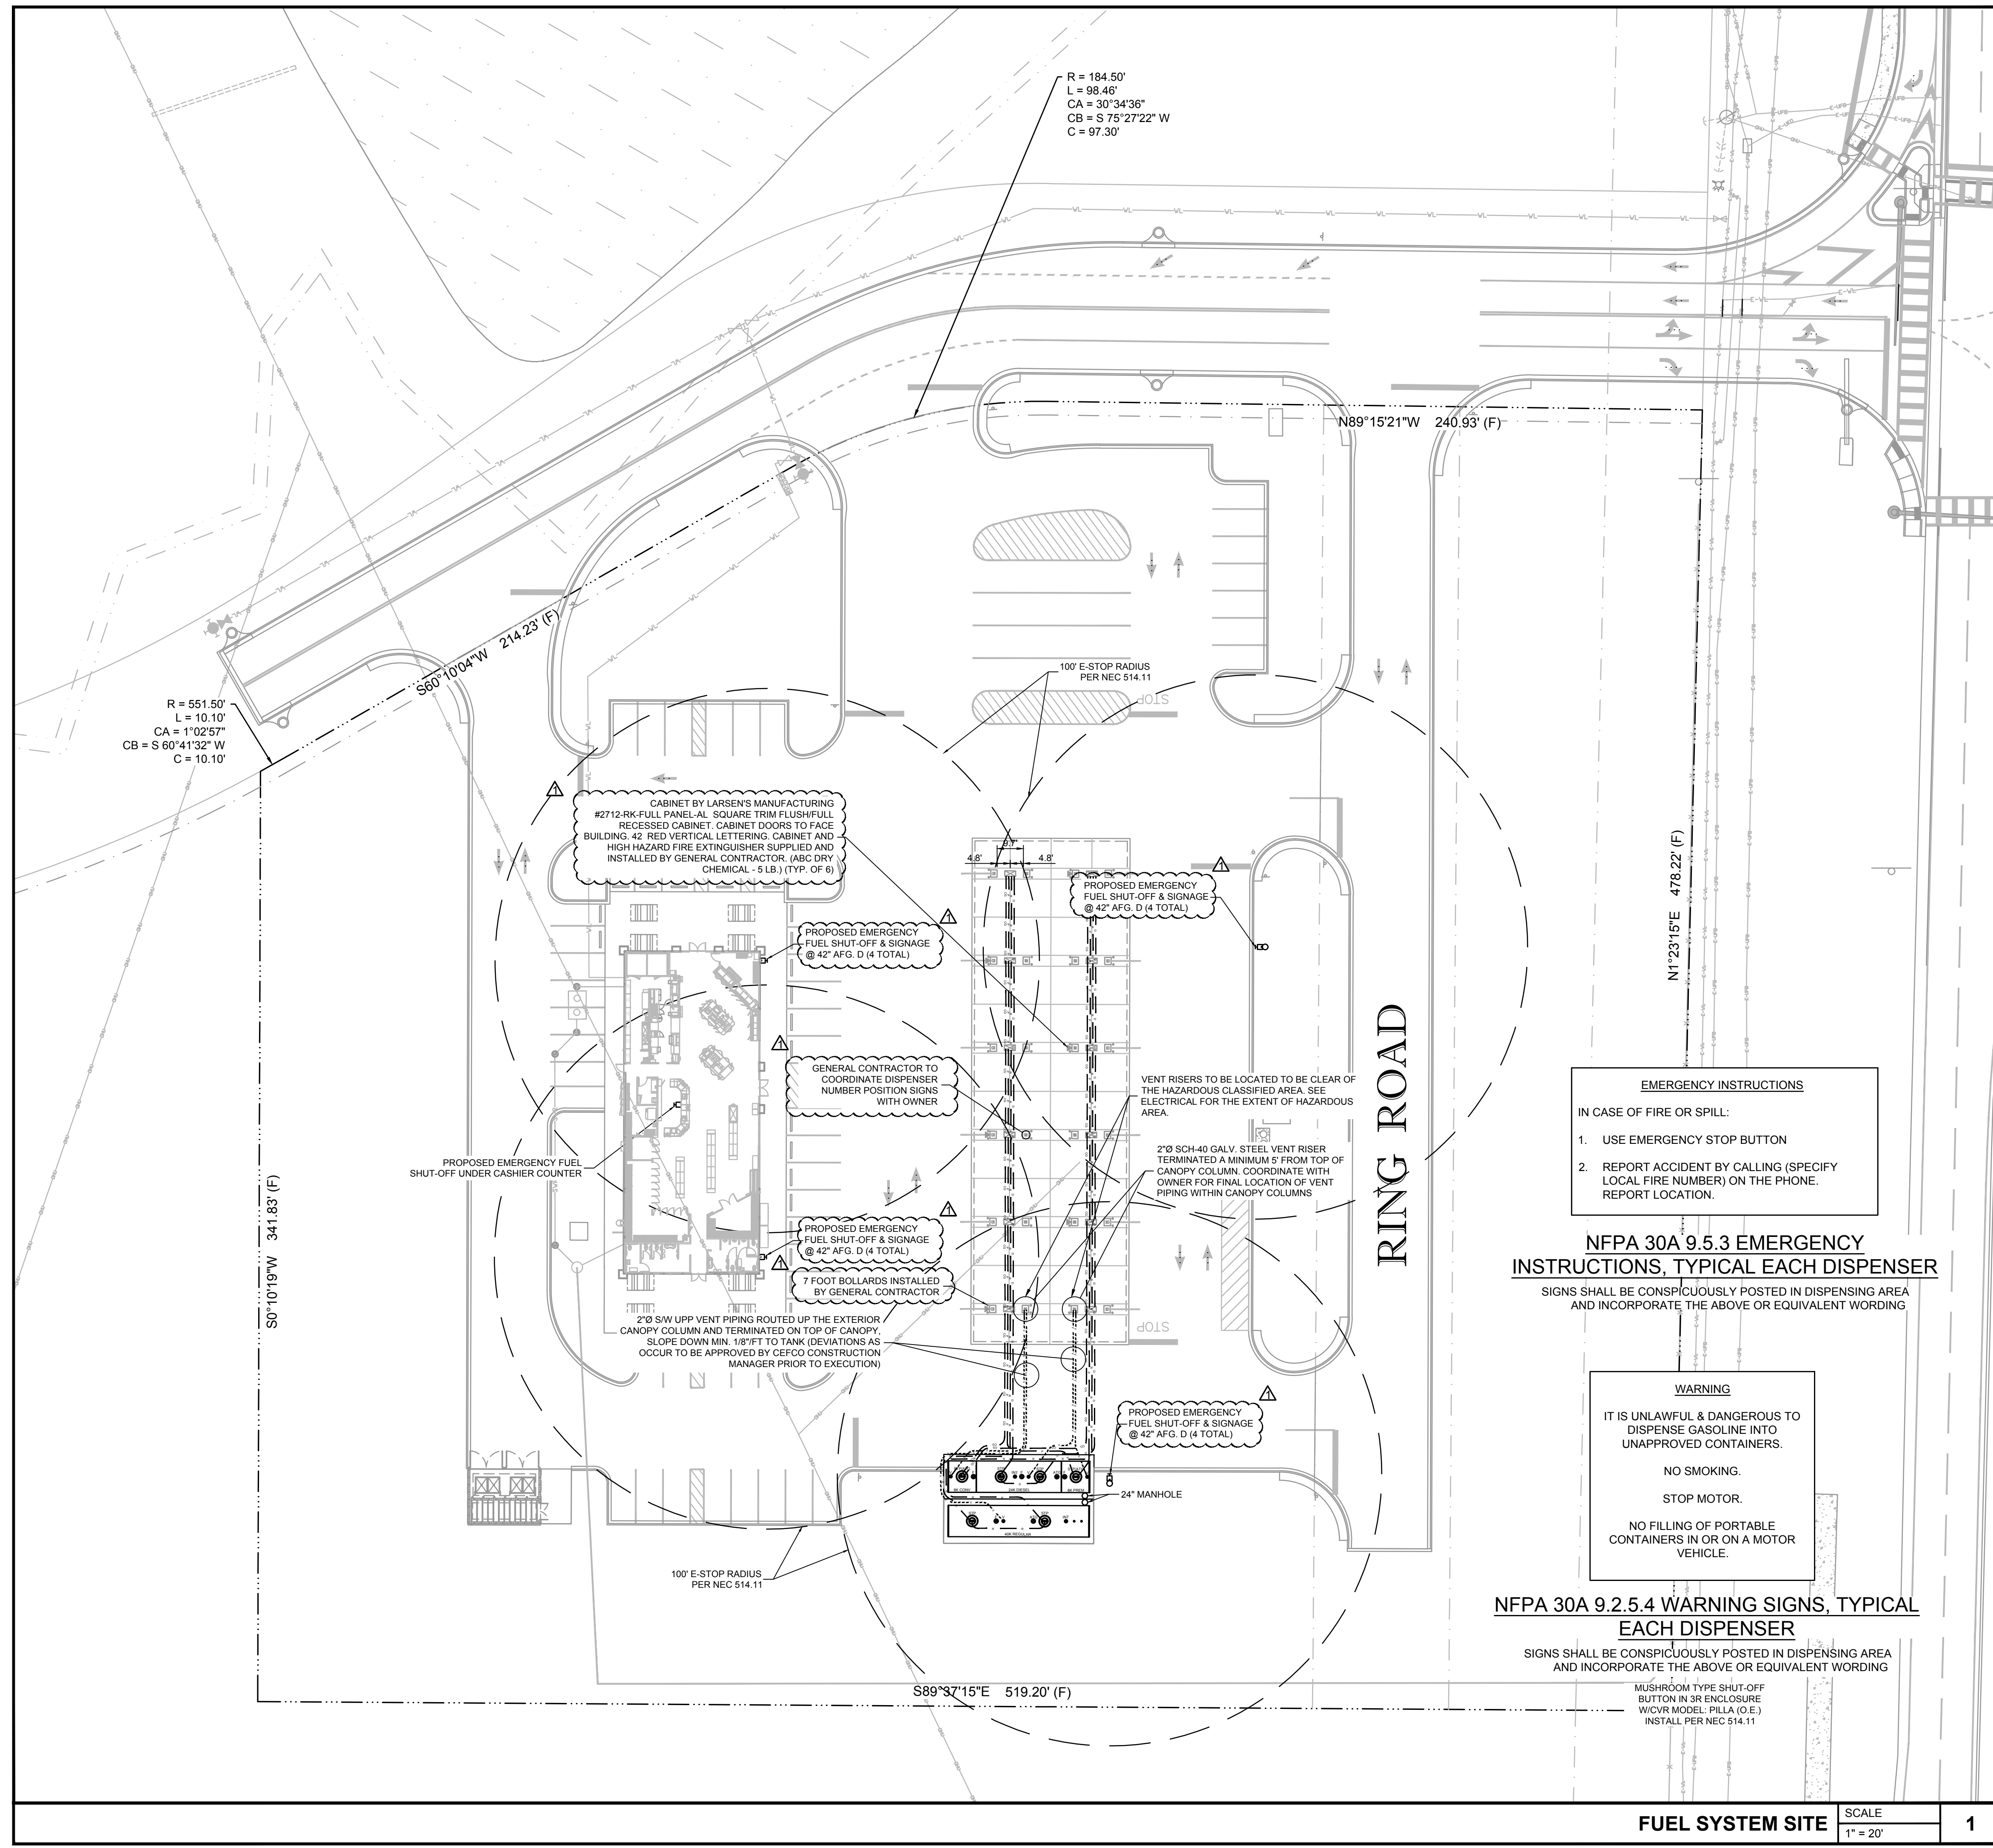 R = 184.50'
L = 98.46'
CA = 30°34'36"
CB = S 75°27'22" W
C = 97.30'
N89°15'21"W 240.93' (F)
S60°10'04"W 214.23' (F)
R = 551.50'
L = 10.10'
CA = 1°02'57"
CB = S 60°41'32" W
C = 10.10'
100' E-STOP RADIUS
PER NEC 514.11
STOP
1
CABINET BY LARSEN'S MANUFACTURING
#2712-RK-FULL PANEL-AL SQUARE TRIM FLUSH/FULL
RECESSED CABINET. CABINET DOORS TO FACE
BUILDING. 42 RED VERTICAL LETTERING. CABINET AND
HIGH HAZARD FIRE EXTINGUISHER SUPPLIED AND
INSTALLED BY GENERAL CONTRACTOR. (ABC DRY
CHEMICAL - 5 LB.) (TYP. OF 6)
9.7'
4.8'
4.8'
1
PROPOSED EMERGENCY
FUEL SHUT-OFF & SIGNAGE
@ 42" AFG. D (4 TOTAL)
1
PROPOSED EMERGENCY
FUEL SHUT-OFF & SIGNAGE
@ 42" AFG. D (4 TOTAL)
N1°23'15"E 478.22' (F)
RING ROAD
1
GENERAL CONTRACTOR TO
COORDINATE DISPENSER
NUMBER POSITION SIGNS
WITH OWNER
VENT RISERS TO BE LOCATED TO BE CLEAR OF
THE HAZARDOUS CLASSIFIED AREA. SEE
ELECTRICAL FOR THE EXTENT OF HAZARDOUS
AREA.
2"Ø SCH-40 GALV. STEEL VENT RISER
TERMINATED A MINIMUM 5' FROM TOP OF
CANOPY COLUMN. COORDINATE WITH
OWNER FOR FINAL LOCATION OF VENT
PIPING WITHIN CANOPY COLUMNS
PROPOSED EMERGENCY FUEL
SHUT-OFF UNDER CASHIER COUNTER
S0°10'19"W 341.83' (F)
1
PROPOSED EMERGENCY
FUEL SHUT-OFF & SIGNAGE
@ 42" AFG. D (4 TOTAL)
1
7 FOOT BOLLARDS INSTALLED
BY GENERAL CONTRACTOR
2"Ø S/W UPP VENT PIPING ROUTED UP THE EXTERIOR
CANOPY COLUMN AND TERMINATED ON TOP OF CANOPY,
SLOPE DOWN MIN. 1/8"/FT TO TANK (DEVIATIONS AS
OCCUR TO BE APPROVED BY CEFCO CONSTRUCTION
MANAGER PRIOR TO EXECUTION)
STOP
1
PROPOSED EMERGENCY
FUEL SHUT-OFF & SIGNAGE
@ 42" AFG. D (4 TOTAL)
24K DIESEL
24" MANHOLE
40K REGULAR
100' E-STOP RADIUS
PER NEC 514.11
S89°37'15"E 519.20' (F)
EMERGENCY INSTRUCTIONS
IN CASE OF FIRE OR SPILL:
1. USE EMERGENCY STOP BUTTON
2. REPORT ACCIDENT BY CALLING (SPECIFY
LOCAL FIRE NUMBER) ON THE PHONE.
REPORT LOCATION.
NFPA 30A 9.5.3 EMERGENCY
INSTRUCTIONS, TYPICAL EACH DISPENSER
SIGNS SHALL BE CONSPICUOUSLY POSTED IN DISPENSING AREA
AND INCORPORATE THE ABOVE OR EQUIVALENT WORDING
WARNING
IT IS UNLAWFUL & DANGEROUS TO
DISPENSE GASOLINE INTO
UNAPPROVED CONTAINERS.
NO SMOKING.
STOP MOTOR.
NO FILLING OF PORTABLE
CONTAINERS IN OR ON A MOTOR
VEHICLE.
NFPA 30A 9.2.5.4 WARNING SIGNS, TYPICAL
EACH DISPENSER
SIGNS SHALL BE CONSPICUOUSLY POSTED IN DISPENSING AREA
AND INCORPORATE THE ABOVE OR EQUIVALENT WORDING
MUSHROOM TYPE SHUT-OFF
BUTTON IN 3R ENCLOSURE
W/CVR MODEL: PILLA (O.E.)
INSTALL PER NEC 514.11
FUEL SYSTEM SITE
SCALE
1" = 20'
1